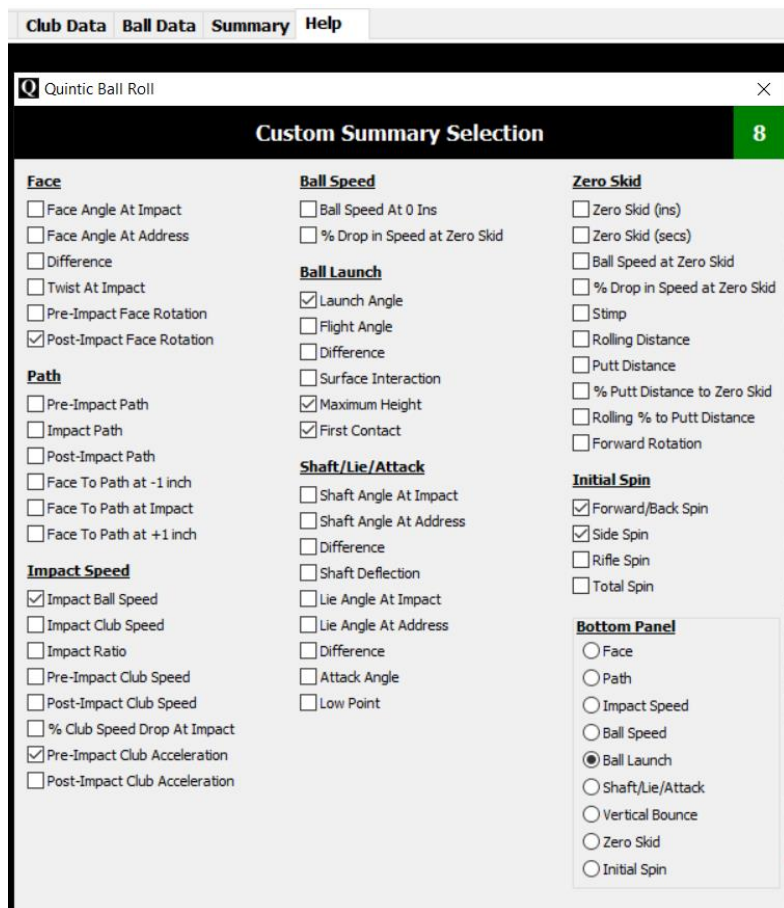 Club Data Ball Data Summary Help
Q Quintic Ball Roll
Custom Summary Selection 8
Face
Face Angle At Impact
Face Angle At Address
Difference
Twist At Impact
Pre-Impact Face Rotation
Post-Impact Face Rotation
Path
Pre-Impact Path
Impact Path
Post-Impact Path
Face To Path at -1 inch
Face To Path at Impact
Face To Path at +1 inch
Impact Speed
Impact Ball Speed
Impact Club Speed
Impact Ratio
Pre-Impact Club Speed
Post-Impact Club Speed
% Club Speed Drop At Impact
Pre-Impact Club Acceleration
Post-Impact Club Acceleration
Ball Speed
Ball Speed At 0 Ins
% Drop in Speed at Zero Skid
Ball Launch
Launch Angle
Flight Angle
Difference
Surface Interaction
Maximum Height
First Contact
Shaft/Lie/Attack
Shaft Angle At Impact
Shaft Angle At Address
Difference
Shaft Deflection
Lie Angle At Impact
Lie Angle At Address
Difference
Attack Angle
Low Point
Zero Skid
Zero Skid (ins)
Zero Skid (secs)
Ball Speed at Zero Skid
% Drop in Speed at Zero Skid
Stimp
Rolling Distance
Putt Distance
% Putt Distance to Zero Skid
Rolling % to Putt Distance
Forward Rotation
Initial Spin
Forward/Back Spin
Side Spin
Rifle Spin
Total Spin
Bottom Panel
Face
Path
Impact Speed
Ball Speed
Ball Launch
Shaft/Lie/Attack
Vertical Bounce
Zero Skid
Initial Spin